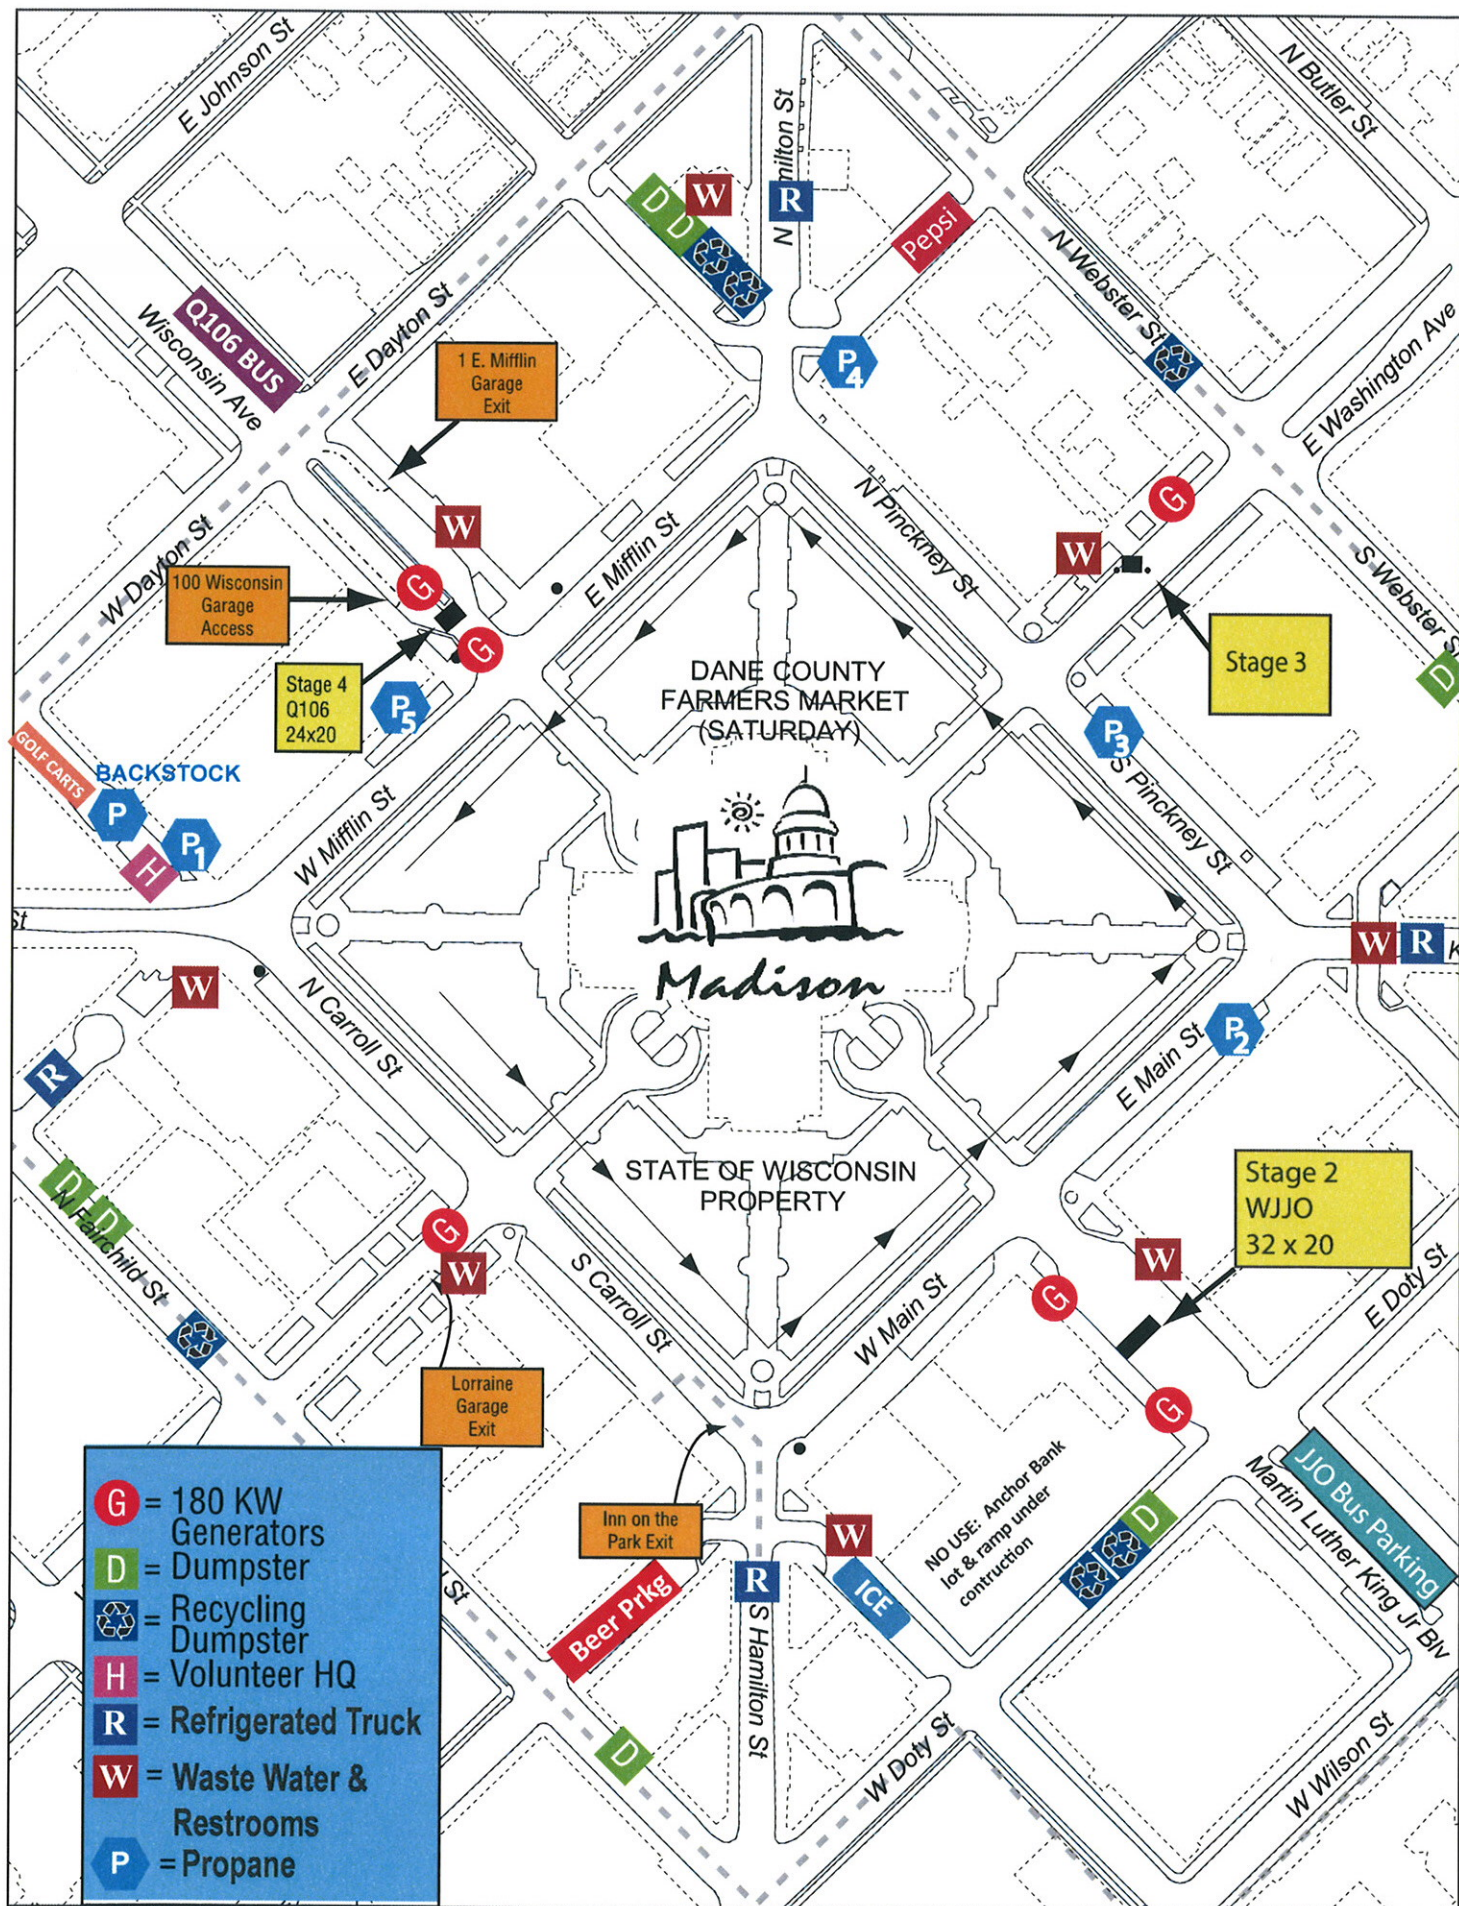 E Johnson St
N Butler St
N
milton St
W
D
D
R
Pepsi
N Webster St
Q106 BUS
Wisconsin Ave
E Dayton St
1 E. Mifflin
Garage
Exit
P4
E Washington Ave
W
E Mifflin St
N Pinckney St
G
W
S Webster St
W Dayton St
100 Wisconsin
Garage
Access
G
G
Stage 3
D
Stage 4
Q106
24x20
P5
DANE COUNTY
FARMERS MARKET
(SATURDAY)
P3
S Pinckney St
GOLF CARTS
BACKSTOCK
P
P1
H
W Mifflin St
Madison
St
W
R
K
W
N Carroll St
R
P2
E Main St
STATE OF WISCONSIN
PROPERTY
Stage 2
WJJO
32 x 20
D
D
N Fairchild St
G
W
S Carroll St
W Main St
G
W
E Doty St
Lorraine
Garage
Exit
G
Inn on the
Park Exit
W
NO USE: Anchor Bank
lot & ramp under
contruction
D
JJO Bus Parking
Martin Luther King Jr Blv
St
Beer Prkg
R
ICE
S Hamilton St
D
W Doty St
W Wilson St
G = 180 KW
Generators
D = Dumpster
= Recycling
Dumpster
H = Volunteer HQ
R = Refrigerated Truck
W = Waste Water &
Restrooms
P = Propane